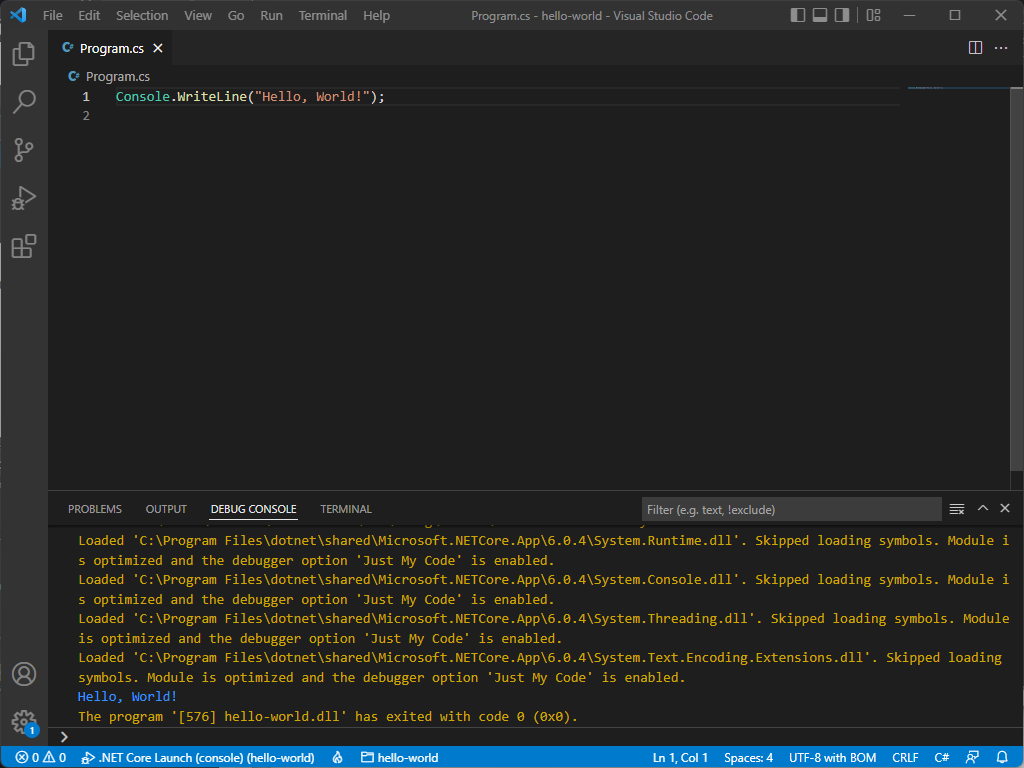 File Edit Selection View Go Run Terminal Help Program.cs - hello-world - Visual Studio Code
C# Program.cs
C# Program.cs
1 Console.WriteLine("Hello, World!");
2
PROBLEMS OUTPUT DEBUG CONSOLE TERMINAL Filter (e.g. text, !exclude)
Loaded 'C:\Program Files\dotnet\shared\Microsoft.NETCore.App\6.0.4\System.Runtime.dll'. Skipped loading symbols. Module i
s optimized and the debugger option 'Just My Code' is enabled.
Loaded 'C:\Program Files\dotnet\shared\Microsoft.NETCore.App\6.0.4\System.Console.dll'. Skipped loading symbols. Module i
s optimized and the debugger option 'Just My Code' is enabled.
Loaded 'C:\Program Files\dotnet\shared\Microsoft.NETCore.App\6.0.4\System.Threading.dll'. Skipped loading symbols. Module
is optimized and the debugger option 'Just My Code' is enabled.
Loaded 'C:\Program Files\dotnet\shared\Microsoft.NETCore.App\6.0.4\System.Text.Encoding.Extensions.dll'. Skipped loading
symbols. Module is optimized and the debugger option 'Just My Code' is enabled.
Hello, World!
The program '[576] hello-world.dll' has exited with code 0 (0x0).
1
0 0 .NET Core Launch (console) (hello-world) hello-world Ln 1, Col 1 Spaces: 4 UTF-8 with BOM CRLF C#